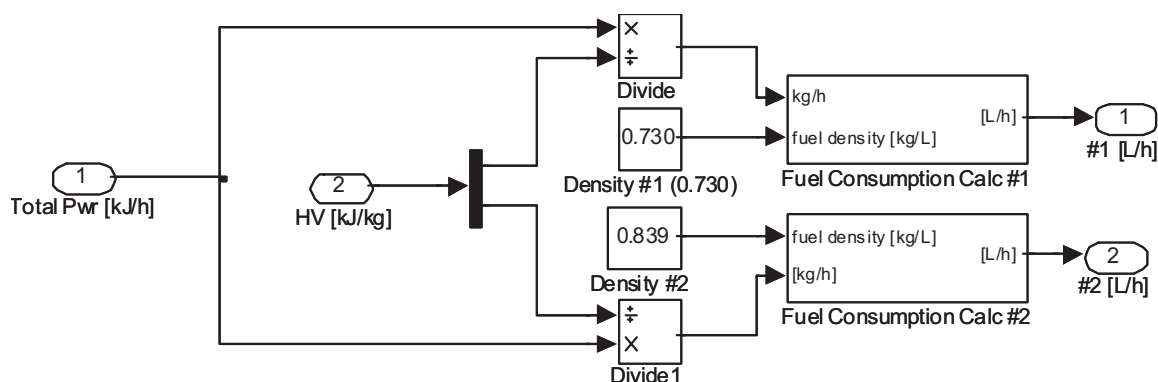 1
Total Pwr [kJ/h]
2
HV [kJ/kg]
×
÷
Divide
0.730
Density #1 (0.730)
kg/h
fuel density [kg/L]
[L/h]
Fuel Consumption Calc #1
1
#1 [L/h]
0.839
Density #2
fuel density [kg/L]
[kg/h]
[L/h]
Fuel Consumption Calc #2
2
#2 [L/h]
÷
×
Divide1